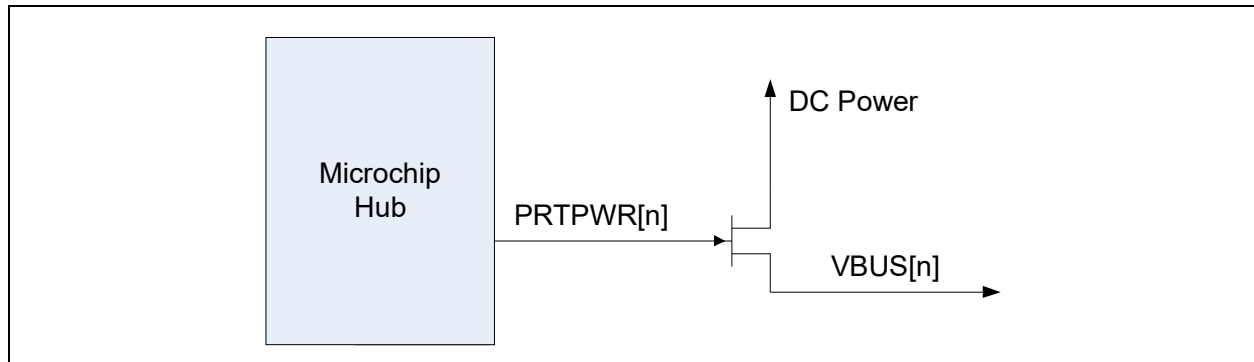 DC Power
Microchip
Hub
PRTPWR[n]
VBUS[n]